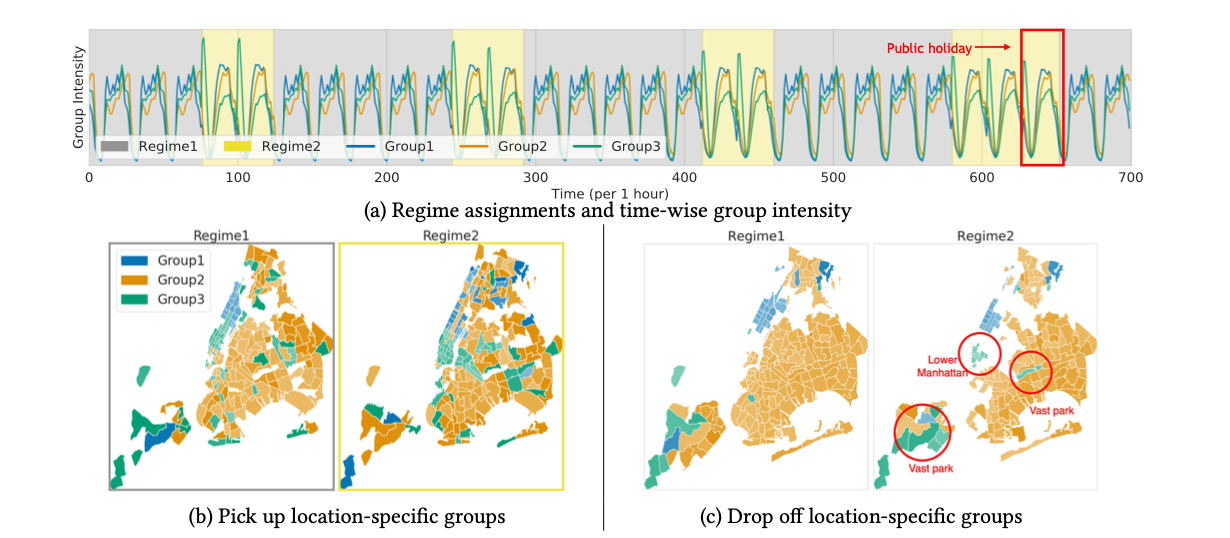 Group Intensity
Public holiday
Regime1 Regime2 Group1 Group2 Group3
0 100 200 300 400 500 600 700
Time (per 1 hour)
(a) Regime assignments and time-wise group intensity
Regime1 Regime2 Regime1 Regime2
Group1
Group2
Group3
Lower
Manhattan
Vast park
Vast park
(b) Pick up location-specific groups
(c) Drop off location-specific groups